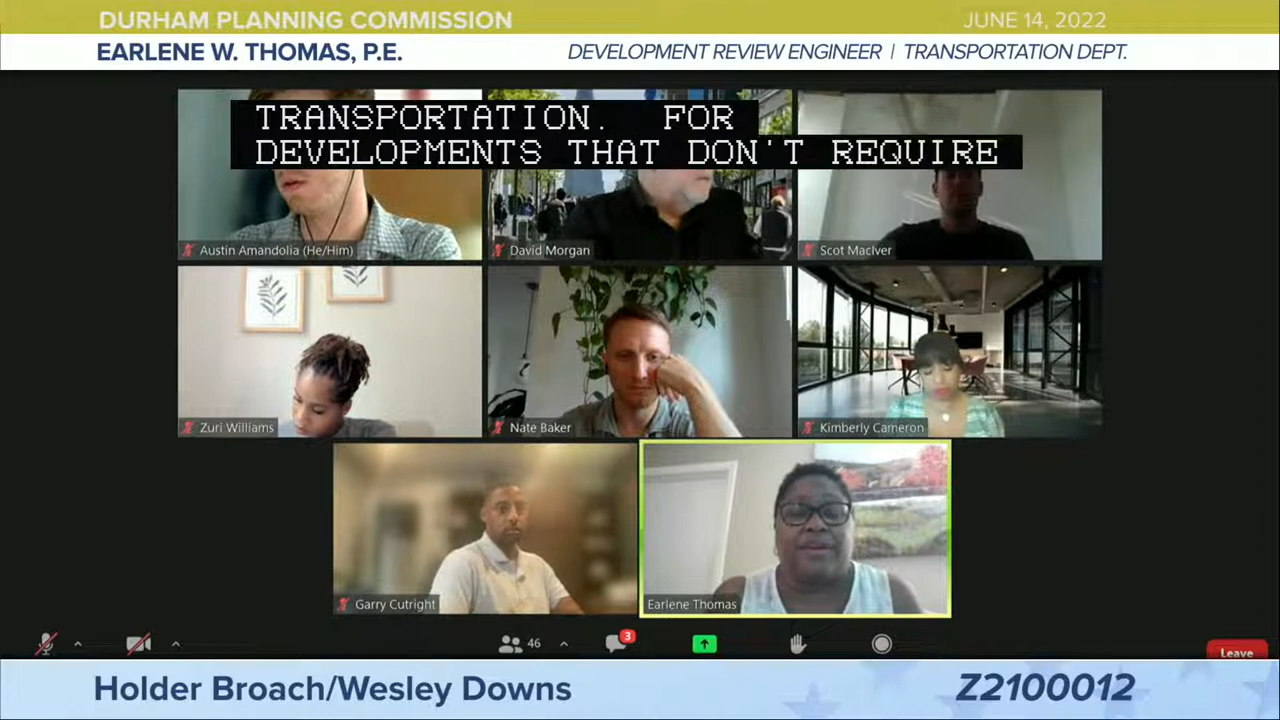 DURHAM PLANNING COMMISSION
JUNE 14, 2022
EARLENE W. THOMAS, P.E.
DEVELOPMENT REVIEW ENGINEER | TRANSPORTATION DEPT.
TRANSPORTATION. FOR
DEVELOPMENTS THAT DON'T REQUIRE
Austin Amandolia (He/Him)
David Morgan
Scot MacIver
Zuri Williams
Nate Baker
Kimberly Cameron
Garry Cutright
Earlene Thomas
46
3
Leave
Holder Broach/Wesley Downs
Z2100012